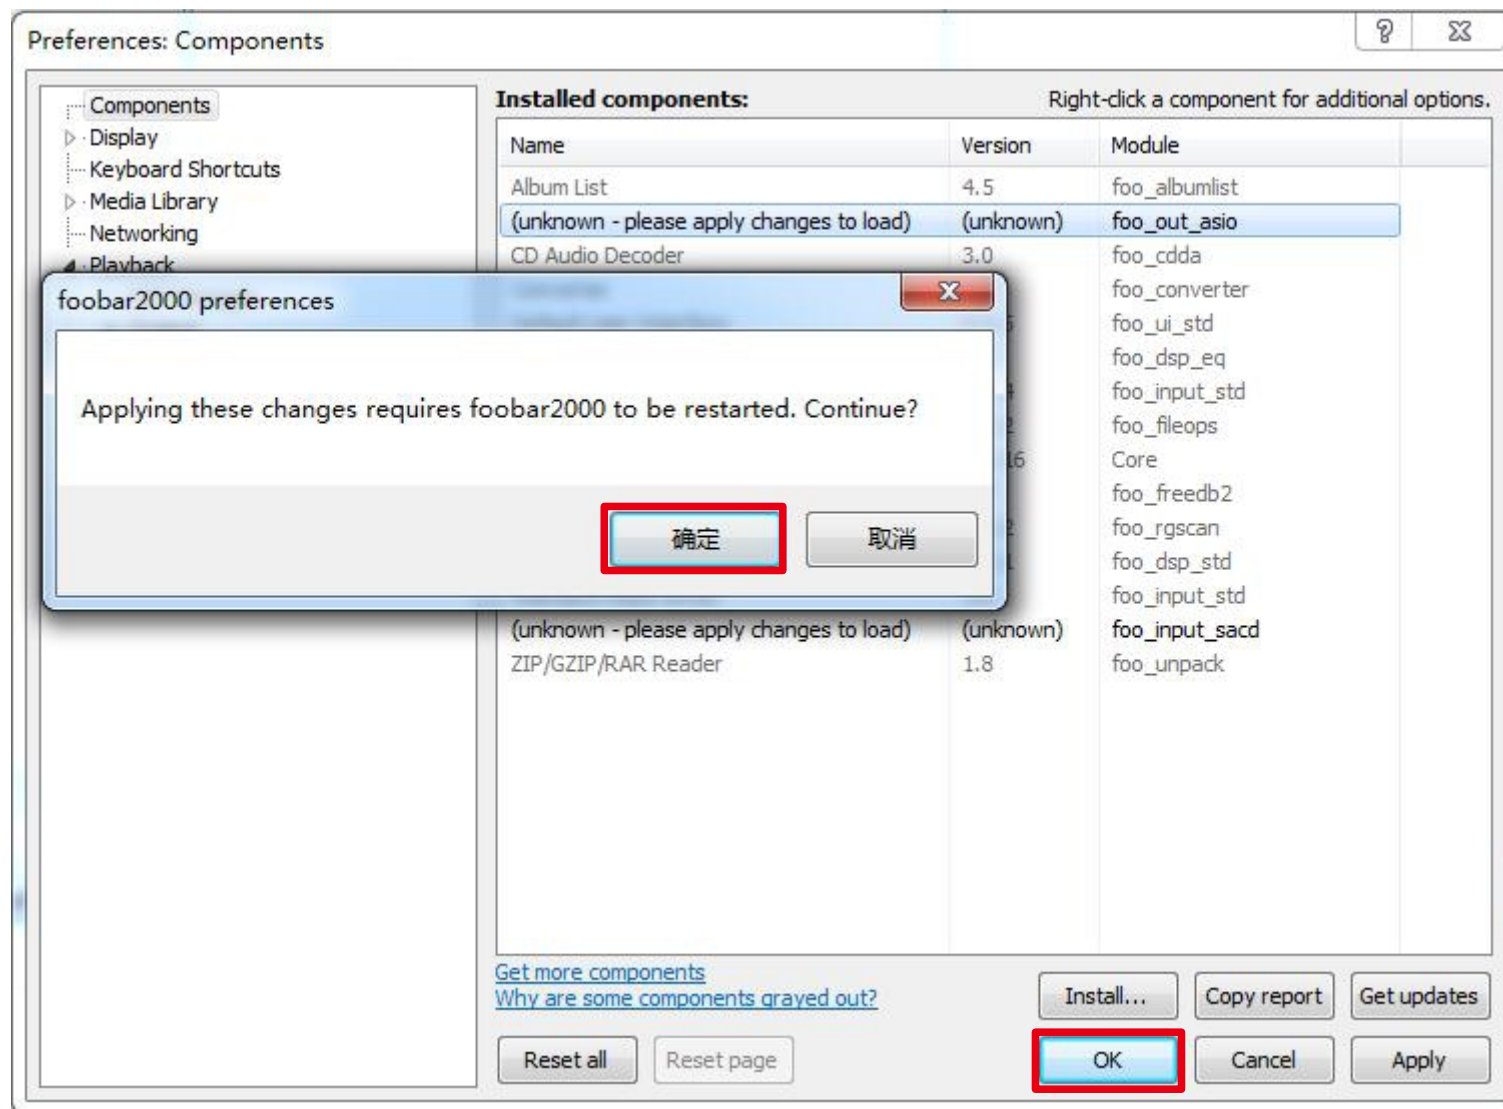 Preferences: Components
Components
Display
Keyboard Shortcuts
Media Library
Networking
Playback
Installed components:
Right-click a component for additional options.
Name Version Module
Album List 4.5 foo_albumlist
(unknown - please apply changes to load) (unknown) foo_out_asio
CD Audio Decoder 3.0 foo_cdda
foo_converter
foo_ui_std
foo_dsp_eq
foo_input_std
foo_fileops
Core
foo_freedb2
foo_rgscan
foo_dsp_std
foo_input_std
(unknown - please apply changes to load) (unknown) foo_input_sacd
ZIP/GZIP/RAR Reader 1.8 foo_unpack
foobar2000 preferences
Applying these changes requires foobar2000 to be restarted. Continue?
确定 取消
Get more components
Why are some components grayed out?
Install... Copy report Get updates
Reset all Reset page OK Cancel Apply